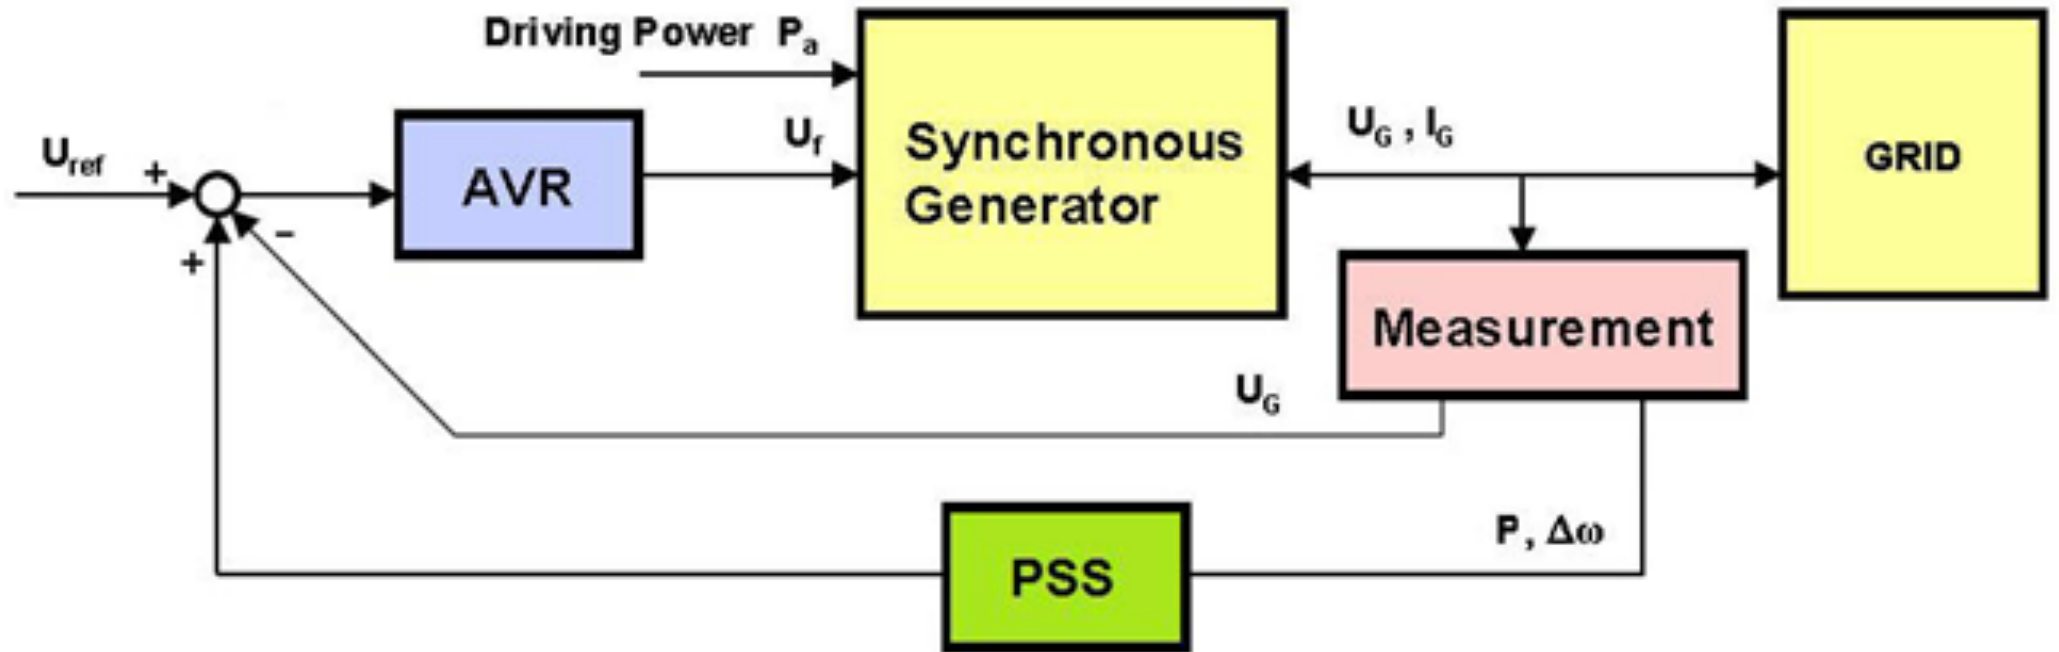 Driving Power Pa
Uref
+
+
−
AVR
Uf
Synchronous
Generator
UG , IG
GRID
Measurement
UG
P, Δω
PSS